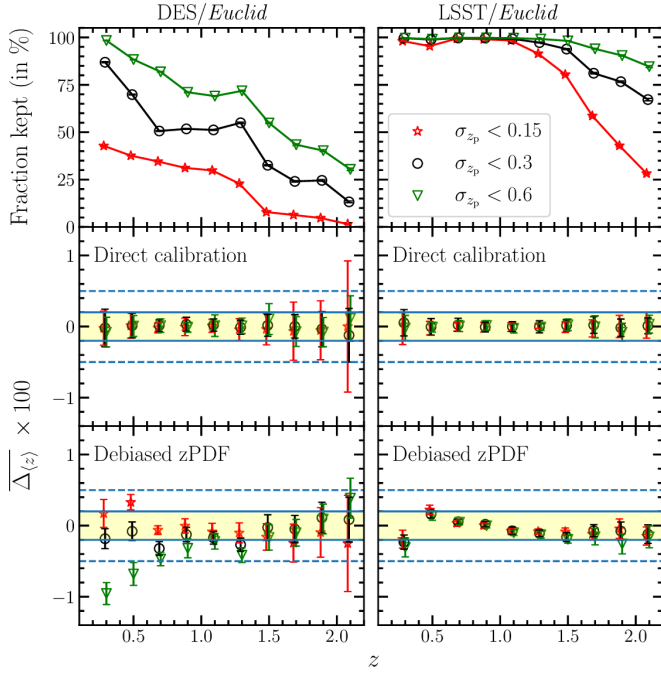 DES/Euclid LSST/Euclid
Fraction kept (in %)
100
75
50
25
0
σzp < 0.15
σzp < 0.3
σzp < 0.6
Direct calibration Direct calibration
1
0
−1
Δ⟨z⟩ × 100
Debiased zPDF Debiased zPDF
1
0
−1
0.5 1.0 1.5 2.0 0.5 1.0 1.5 2.0
z